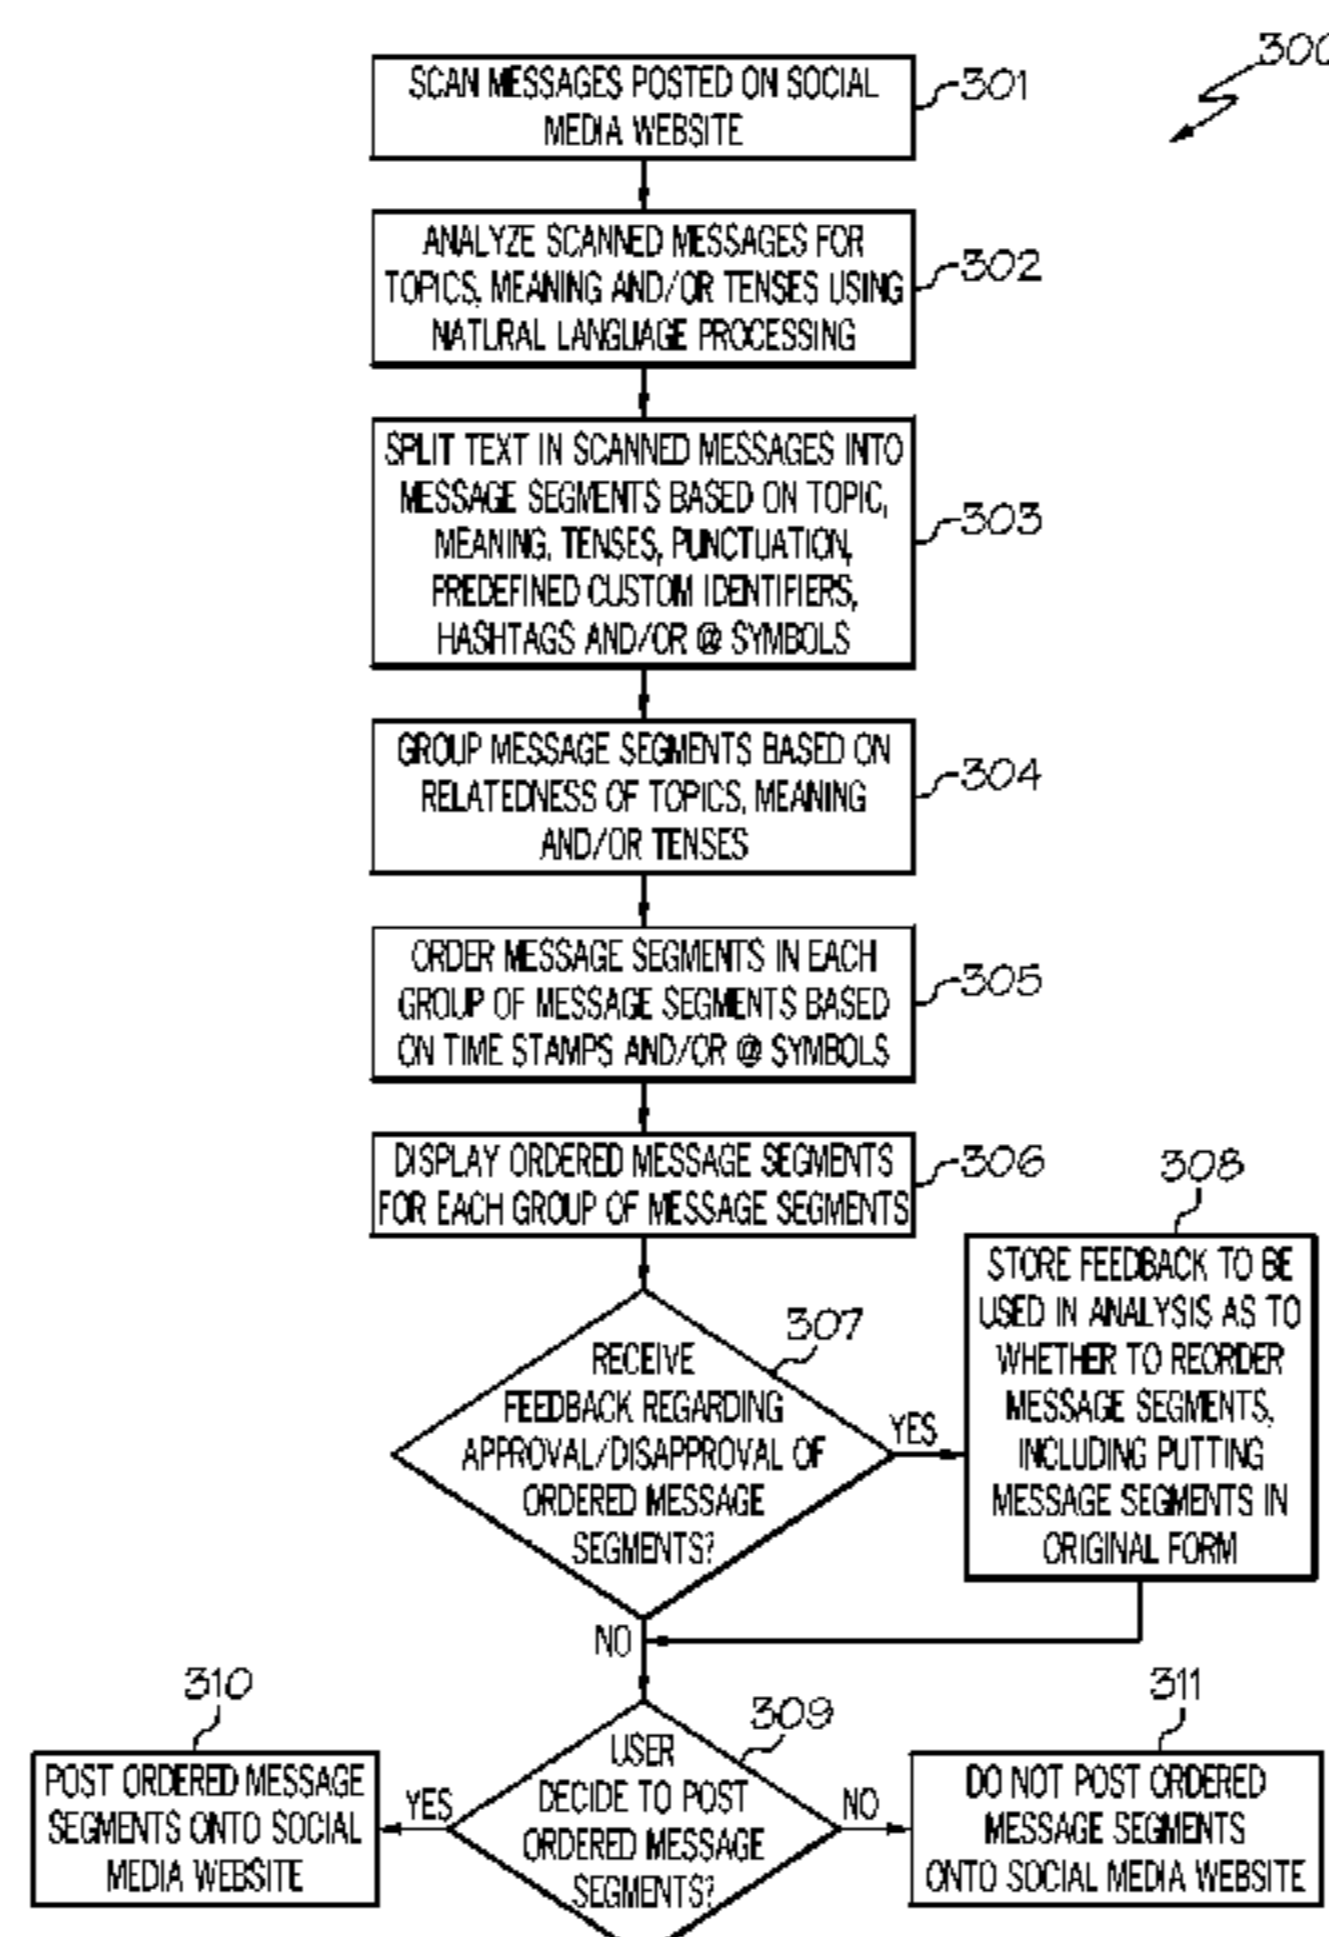 300
SCAN MESSAGES POSTED ON SOCIAL
MEDIA WEBSITE
301
ANALYZE SCANNED MESSAGES FOR
TOPICS, MEANING AND/OR TENSES USING
NATURAL LANGUAGE PROCESSING
302
SPLIT TEXT IN SCANNED MESSAGES INTO
MESSAGE SEGMENTS BASED ON TOPIC,
MEANING, TENSES, PUNCTUATION,
PREDEFINED CUSTOM IDENTIFIERS,
HASHTAGS AND/OR @ SYMBOLS
303
GROUP MESSAGE SEGMENTS BASED ON
RELATEDNESS OF TOPICS, MEANING
AND/OR TENSES
304
ORDER MESSAGE SEGMENTS IN EACH
GROUP OF MESSAGE SEGMENTS BASED
ON TIME STAMPS AND/OR @ SYMBOLS
305
DISPLAY ORDERED MESSAGE SEGMENTS
FOR EACH GROUP OF MESSAGE SEGMENTS
306
RECEIVE
FEEDBACK REGARDING
APPROVAL/DISAPPROVAL OF
ORDERED MESSAGE
SEGMENTS?
307
YES
308
STORE FEEDBACK TO BE
USED IN ANALYSIS AS TO
WHETHER TO REORDER
MESSAGE SEGMENTS,
INCLUDING PUTTING
MESSAGE SEGMENTS IN
ORIGINAL FORM
NO
USER
DECIDE TO POST
ORDERED MESSAGE
SEGMENTS?
309
YES
310
POST ORDERED MESSAGE
SEGMENTS ONTO SOCIAL
MEDIA WEBSITE
NO
311
DO NOT POST ORDERED
MESSAGE SEGMENTS
ONTO SOCIAL MEDIA WEBSITE